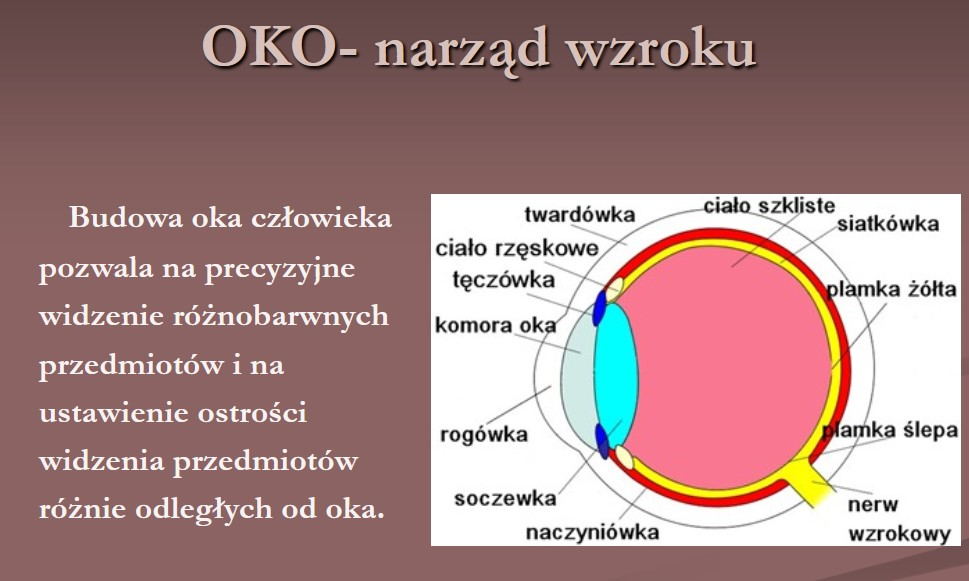 OKO- narząd wzroku
Budowa oka człowieka
pozwala na precyzyjne
widzenie różnobarwnych
przedmiotów i na
ustawienie ostrości
widzenia przedmiotów
różnie odległych od oka.
ciało szkliste
twardówka
siatkówka
ciało rzęskowe
tęczówka
plamka żółta
komora oka
rogówka
plamka ślepa
soczewka
nerw
wzrokowy
naczyniówka